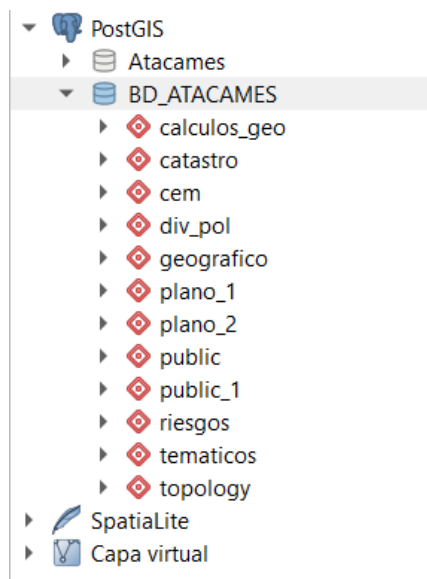 PostGIS
Atacames
BD_ATACAMES
calculos_geo
catastro
cem
div_pol
geografico
plano_1
plano_2
public
public_1
riesgos
tematicos
topology
SpatiaLite
Capa virtual